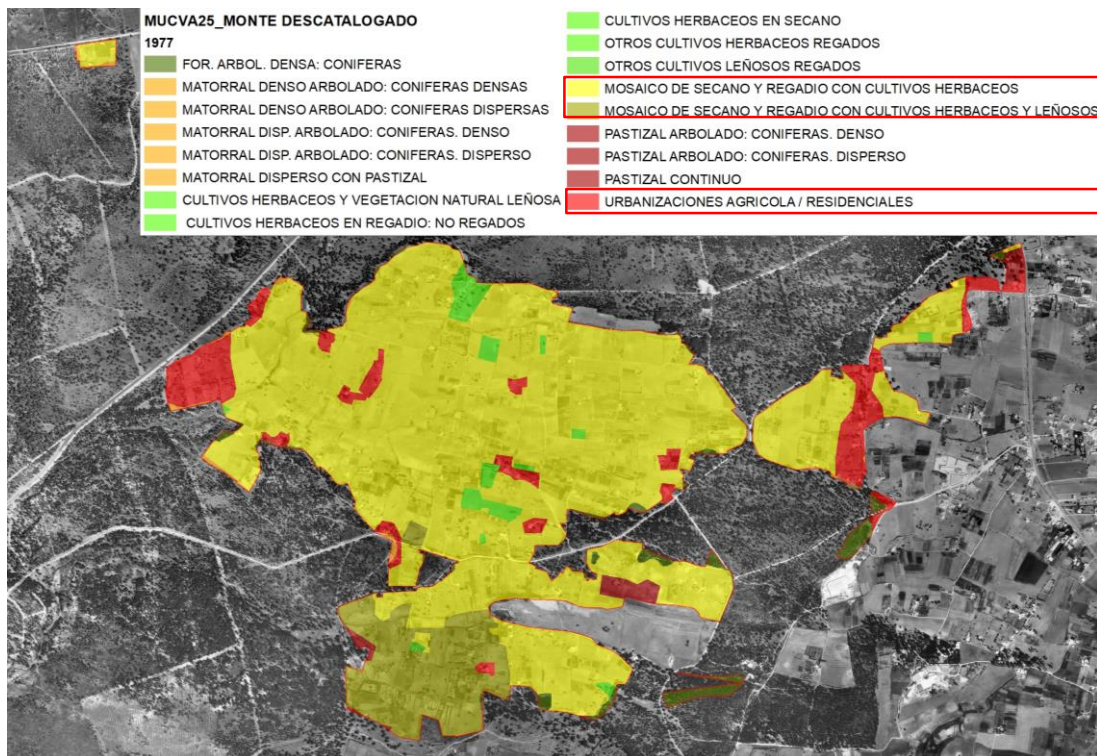 MUCVA25_MONTE DESCATALOGADO
1977
FOR. ARBOL. DENSA: CONIFERAS
MATORRAL DENSO ARBOLADO: CONIFERAS DENSAS
MATORRAL DENSO ARBOLADO: CONIFERAS DISPERSAS
MATORRAL DISP. ARBOLADO: CONIFERAS. DENSO
MATORRAL DISP. ARBOLADO: CONIFERAS. DISPERSO
MATORRAL DISPERSO CON PASTIZAL
CULTIVOS HERBACEOS Y VEGETACION NATURAL LEÑOSA
CULTIVOS HERBACEOS EN REGADIO: NO REGADOS
CULTIVOS HERBACEOS EN SECANO
OTROS CULTIVOS HERBACEOS REGADOS
OTROS CULTIVOS LEÑOSOS REGADOS
MOSAICO DE SECANO Y REGADIO CON CULTIVOS HERBACEOS
MOSAICO DE SECANO Y REGADIO CON CULTIVOS HERBACEOS Y LEÑOSOS
PASTIZAL ARBOLADO: CONIFERAS. DENSO
PASTIZAL ARBOLADO: CONIFERAS. DISPERSO
PASTIZAL CONTINUO
URBANIZACIONES AGRICOLA / RESIDENCIALES